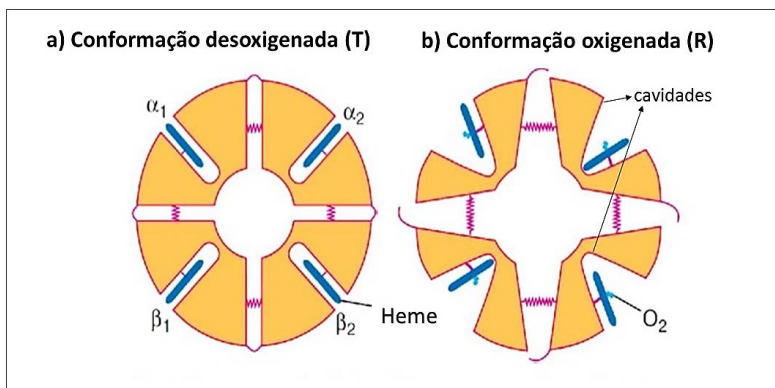 a) Conformação desoxigenada (T)
b) Conformação oxigenada (R)
cavidades
α₁
α₂
β₁
β₂
Heme
O₂